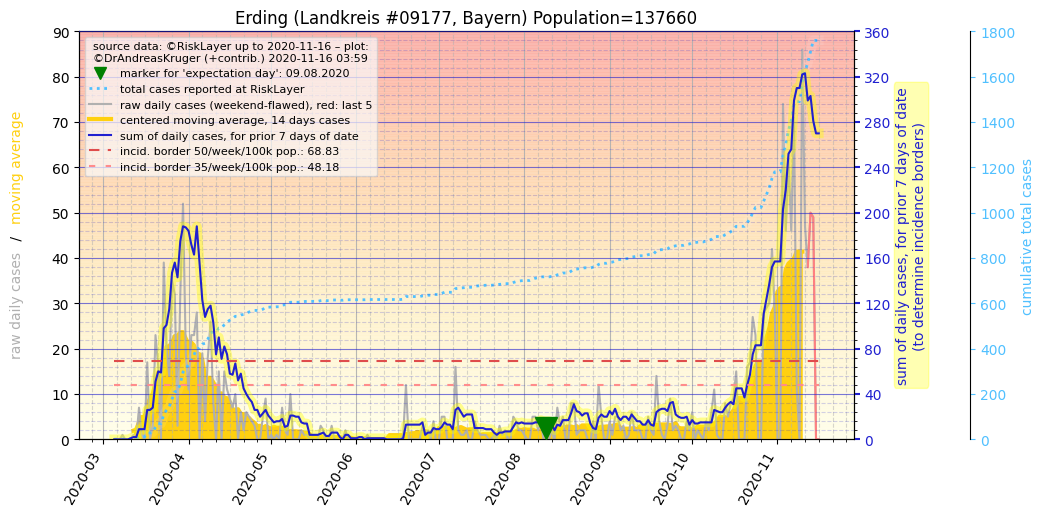 Erding (Landkreis #09177, Bayern) Population=137660
source data: ©RiskLayer up to 2020-11-16 – plot:
©DrAndreasKruger (+contrib.) 2020-11-16 03:59
marker for 'expectation day': 09.08.2020
total cases reported at RiskLayer
raw daily cases (weekend-flawed), red: last 5
centered moving average, 14 days cases
sum of daily cases, for prior 7 days of date
incid. border 50/week/100k pop.: 68.83
incid. border 35/week/100k pop.: 48.18
raw daily cases / moving average
90
80
70
60
50
40
30
20
10
0
2020-03
2020-04
2020-05
2020-06
2020-07
2020-08
2020-09
2020-10
2020-11
360
320
280
240
200
160
120
80
40
0
sum of daily cases, for prior 7 days of date
(to determine incidence borders)
1800
1600
1400
1200
1000
800
600
400
200
0
cumulative total cases